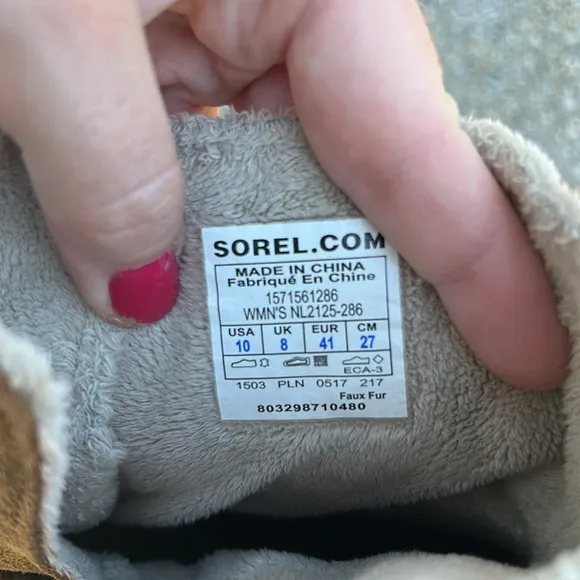 SOREL.COM
MADE IN CHINA
Fabriqué En Chine
1571561286
WMN'S NL2125-286
USA UK EUR CM
10 8 41 27
ECA-3
1503 PLN 0517 217
Faux Fur
803298710480